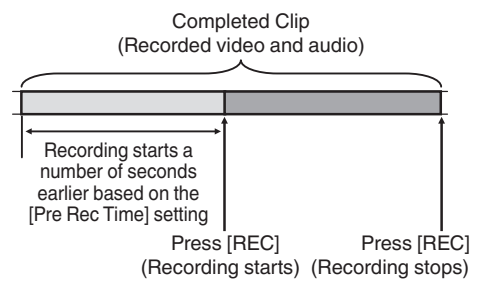 Completed Clip
(Recorded video and audio)
Recording starts a
number of seconds
earlier based on the
[Pre Rec Time] setting
Press [REC]
(Recording starts)
Press [REC]
(Recording stops)